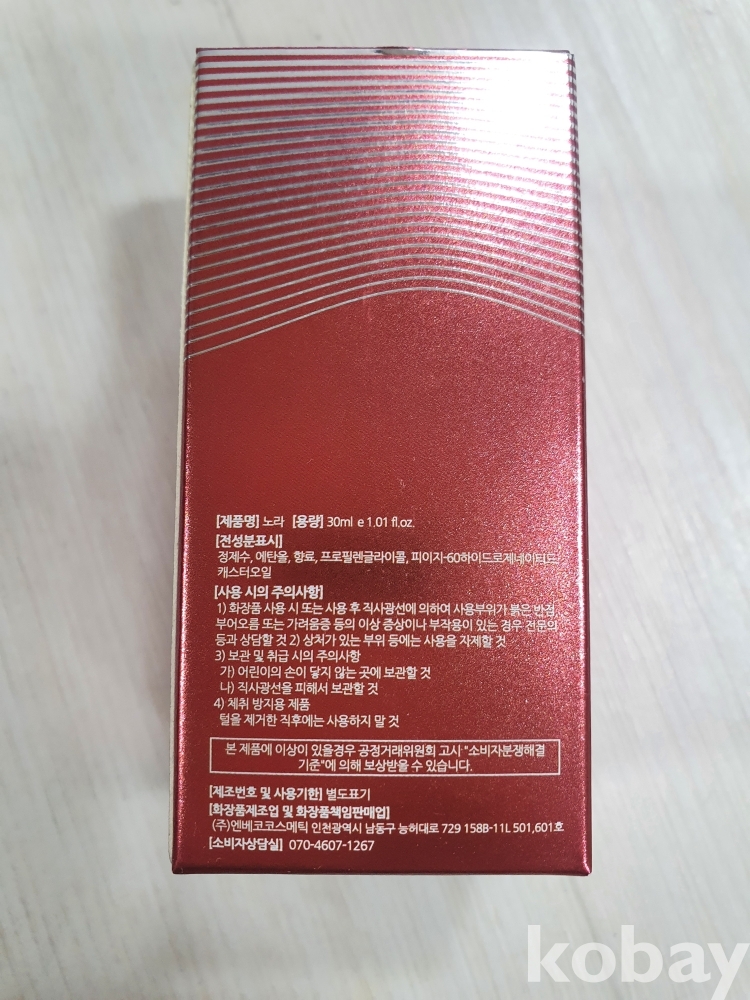 [제품명] 노라 [용량] 30ml e 1.01 fl.oz.
[전성분표시]
정제수, 에탄올, 향료, 프로필렌글라이콜, 피이지-60하이드로제네이티드
캐스터오일
[사용 시의 주의사항]
1) 화장품 사용 시 또는 사용 후 직사광선에 의하여 사용부위가 붉은 반점,
부어오름 또는 가려움증 등의 이상 증상이나 부작용이 있는 경우 전문의
등과 상담할 것 2) 상처가 있는 부위 등에는 사용을 자제할 것
3) 보관 및 취급 시의 주의사항
가) 어린이의 손이 닿지 않는 곳에 보관할 것
나) 직사광선을 피해서 보관할 것
4) 체취 방지용 제품
털을 제거한 직후에는 사용하지 말 것
본 제품에 이상이 있을경우 공정거래위원회 고시 "소비자분쟁해결
기준"에 의해 보상받을 수 있습니다.
[제조번호 및 사용기한] 별도표기
[화장품제조업 및 화장품책임판매업]
(주)엔베코코스메틱 인천광역시 남동구 능허대로 729 158B-11L 501,601호
[소비자상담실] 070-4607-1267
kobay